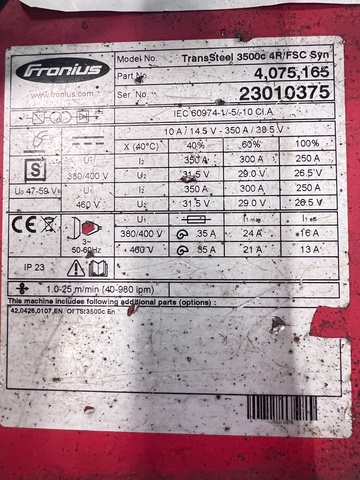 Fronius
www.fronius.com
Model No. TransSteel 3500c 4R/FSC Syn
Part No. 4,075,165
Ser. No. 23010375
IEC 60974-1/-5/-10 Cl.A
10 A / 14.5 V - 350 A / 38.5 V
X (40°C) 40% 60% 100%
S
U₀ 47-59 V
U₁ I₂ 350 A 300 A 250 A
380/400 V U₂ 31.5 V 29.0 V 26.5 V
U₁ I₂ 350 A 300 A 250 A
460 V U₂ 31.5 V 29.0 V 26.5 V
CE
3~
50-60Hz
U₁ I₁max I₁eff
380/400 V 35 A 24 A 16 A
460 V 35 A 21 A 13 A
IP 23
1.0-25 m/min (40-980 ipm)
This machine includes following additional parts (options) :
42,0426,0107,EN